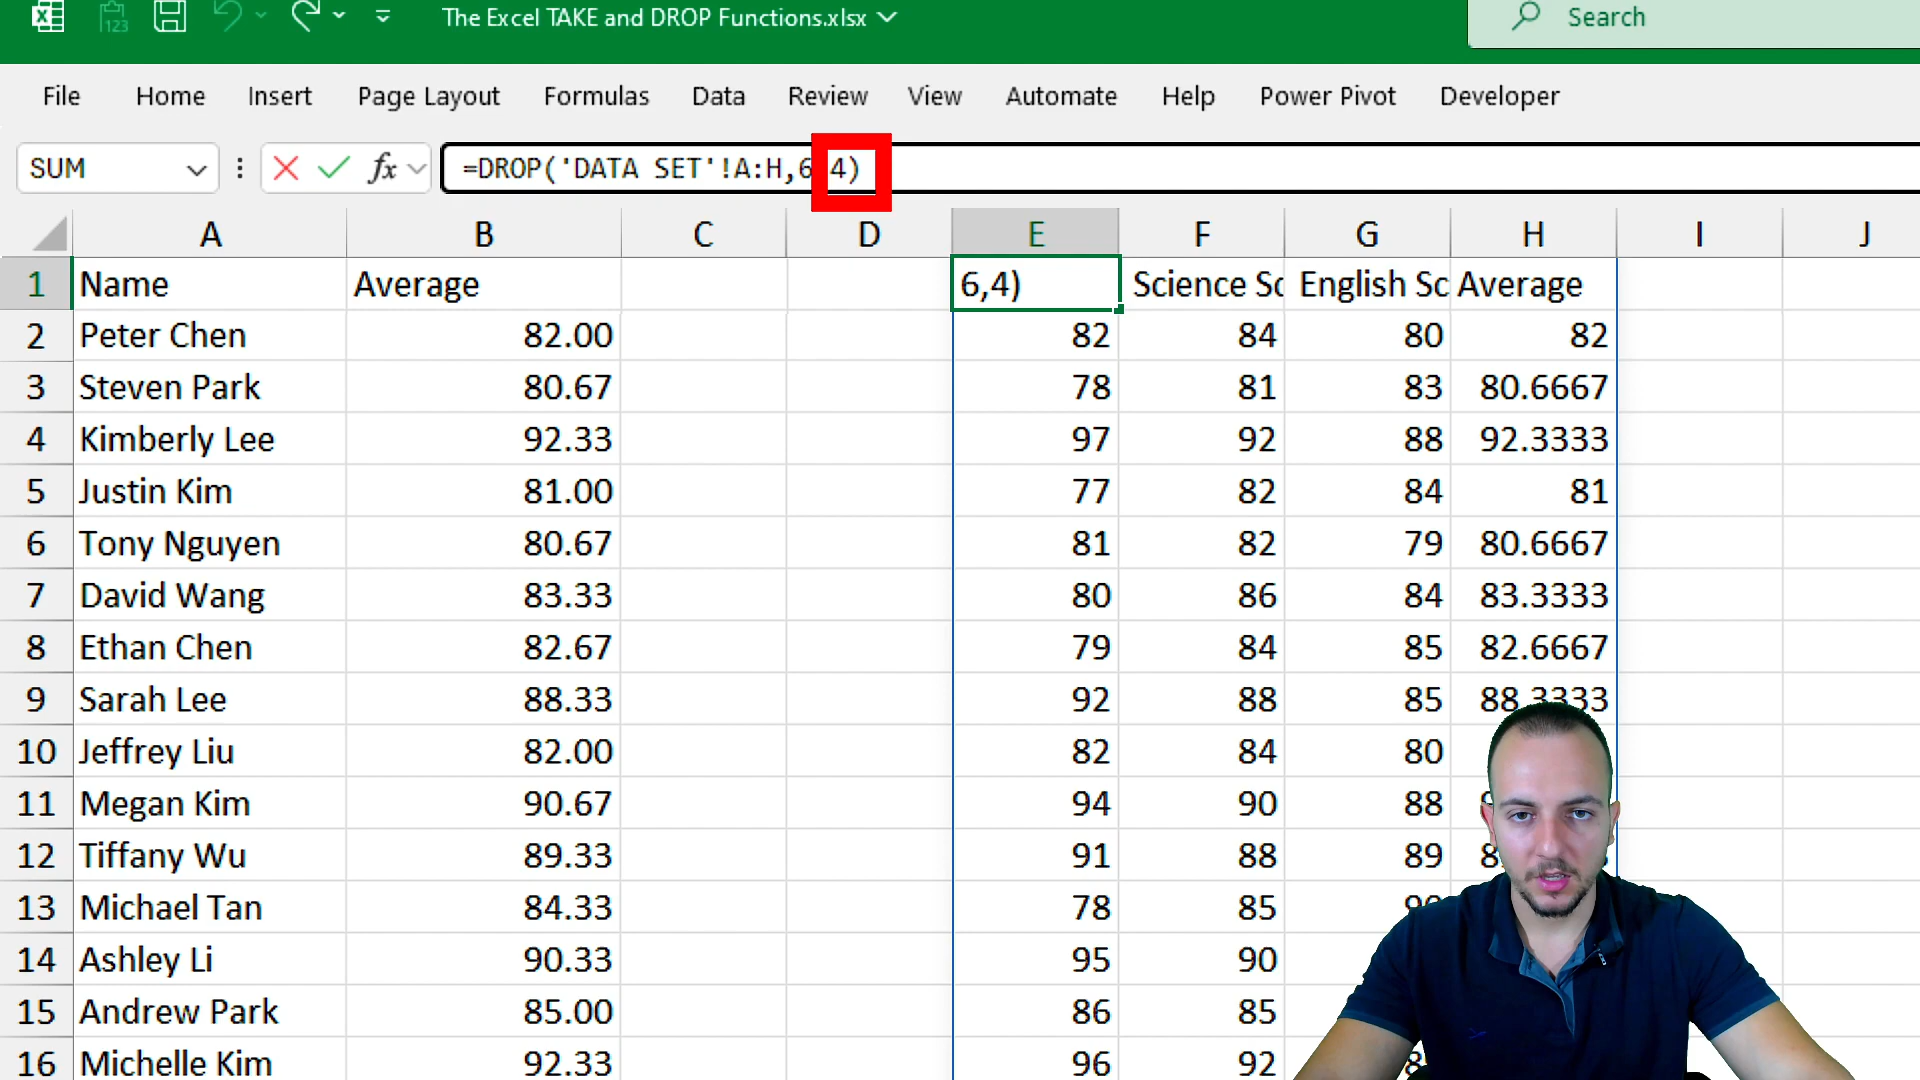 123
The Excel TAKE and DROP Functions.xlsx
Search
File Home Insert Page Layout Formulas Data Review View Automate Help Power Pivot Developer
SUM fx =DROP('DATA SET'!A:H,6 4)
A B C D E F G H I J
1 Name Average 6,4) Science Sc English Sc Average
2 Peter Chen 82.00 82 84 80 82
3 Steven Park 80.67 78 81 83 80.6667
4 Kimberly Lee 92.33 97 92 88 92.3333
5 Justin Kim 81.00 77 82 84 81
6 Tony Nguyen 80.67 81 82 79 80.6667
7 David Wang 83.33 80 86 84 83.3333
8 Ethan Chen 82.67 79 84 85 82.6667
9 Sarah Lee 88.33 92 88 85 88.3333
10 Jeffrey Liu 82.00 82 84 80
11 Megan Kim 90.67 94 90 88
12 Tiffany Wu 89.33 91 88 89
13 Michael Tan 84.33 78 85
14 Ashley Li 90.33 95 90
15 Andrew Park 85.00 86 85
16 Michelle Kim 92.33 96 92